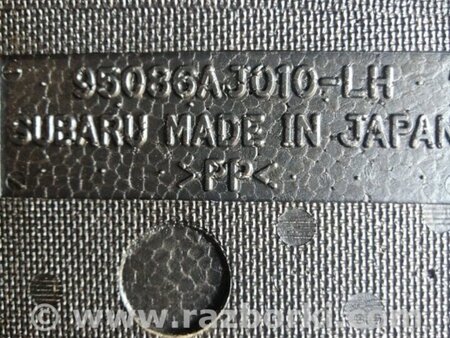 95086AJ010-LH
SUBARU MADE IN JAPAN
>PP<
© www.razborki.com